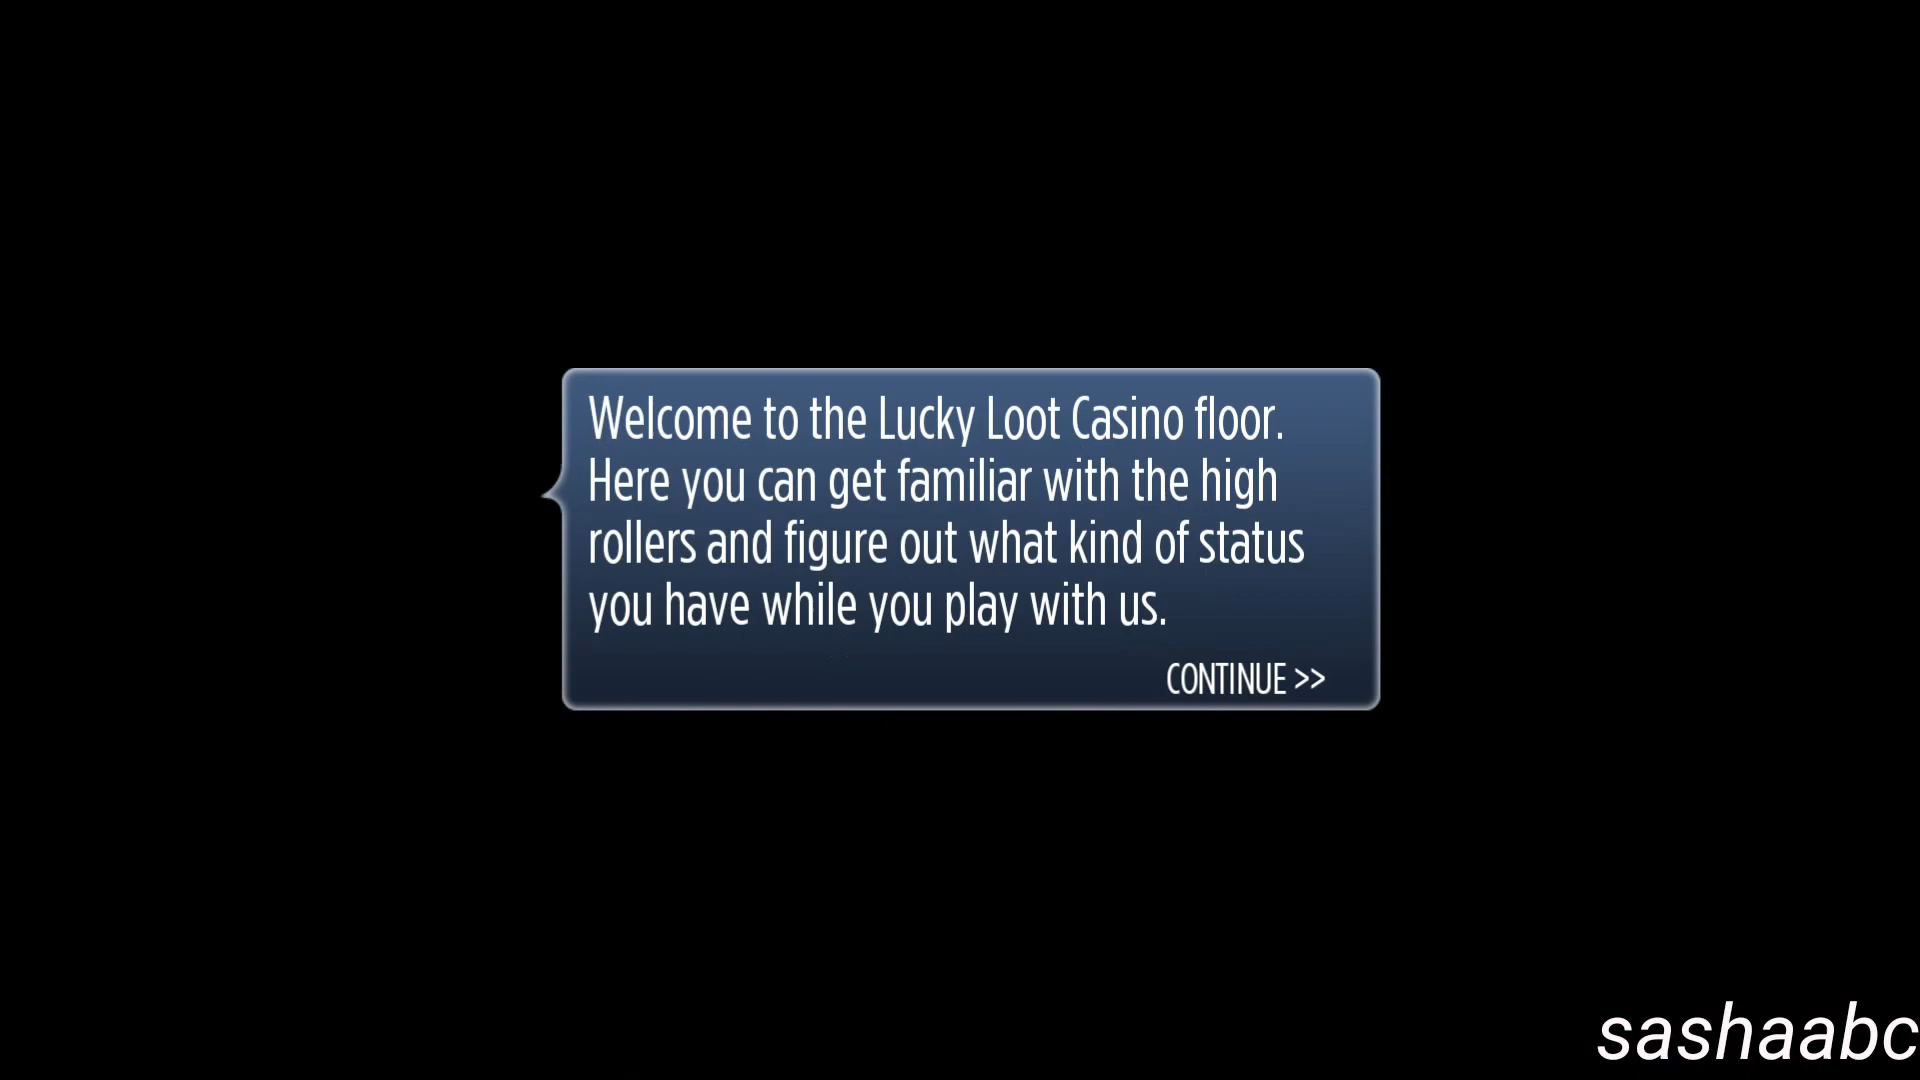 Welcome to the Lucky Loot Casino floor.
Here you can get familiar with the high
rollers and figure out what kind of status
you have while you play with us.
CONTINUE >>
sashaabc